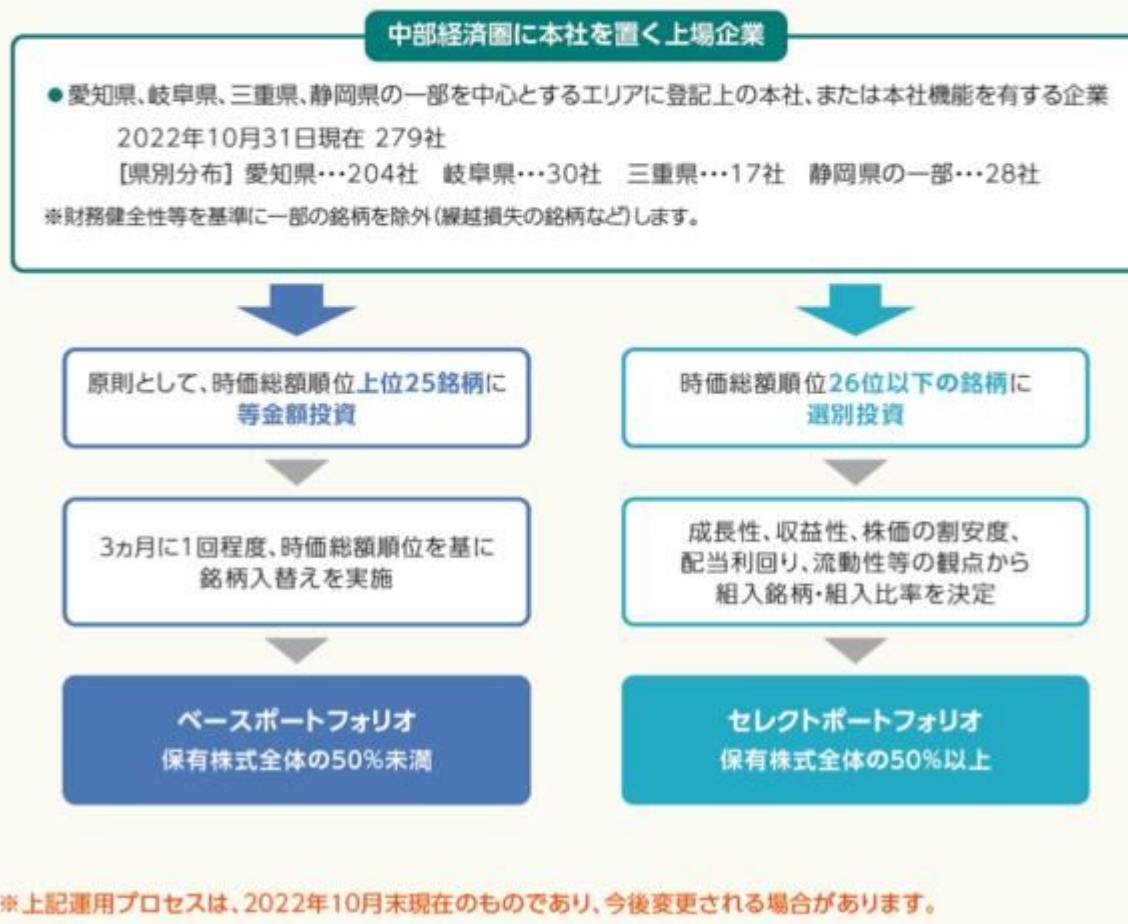 中部経済圏に本社を置く上場企業
●愛知県、岐阜県、三重県、静岡県の一部を中心とするエリアに登記上の本社、または本社機能を有する企業
2022年10月31日現在 279社
[県別分布] 愛知県…204社 岐阜県…30社 三重県…17社 静岡県の一部…28社
※財務健全性等を基準に一部の銘柄を除外(繰越損失の銘柄など)します。
原則として、時価総額順位上位25銘柄に
等金額投資
3ヵ月に1回程度、時価総額順位を基に
銘柄入替えを実施
ベースポートフォリオ
保有株式全体の50%未満
時価総額順位26位以下の銘柄に
選別投資
成長性、収益性、株価の割安度、
配当利回り、流動性等の観点から
組入銘柄・組入比率を決定
セレクトポートフォリオ
保有株式全体の50%以上
※上記運用プロセスは、2022年10月末現在のものであり、今後変更される場合があります。